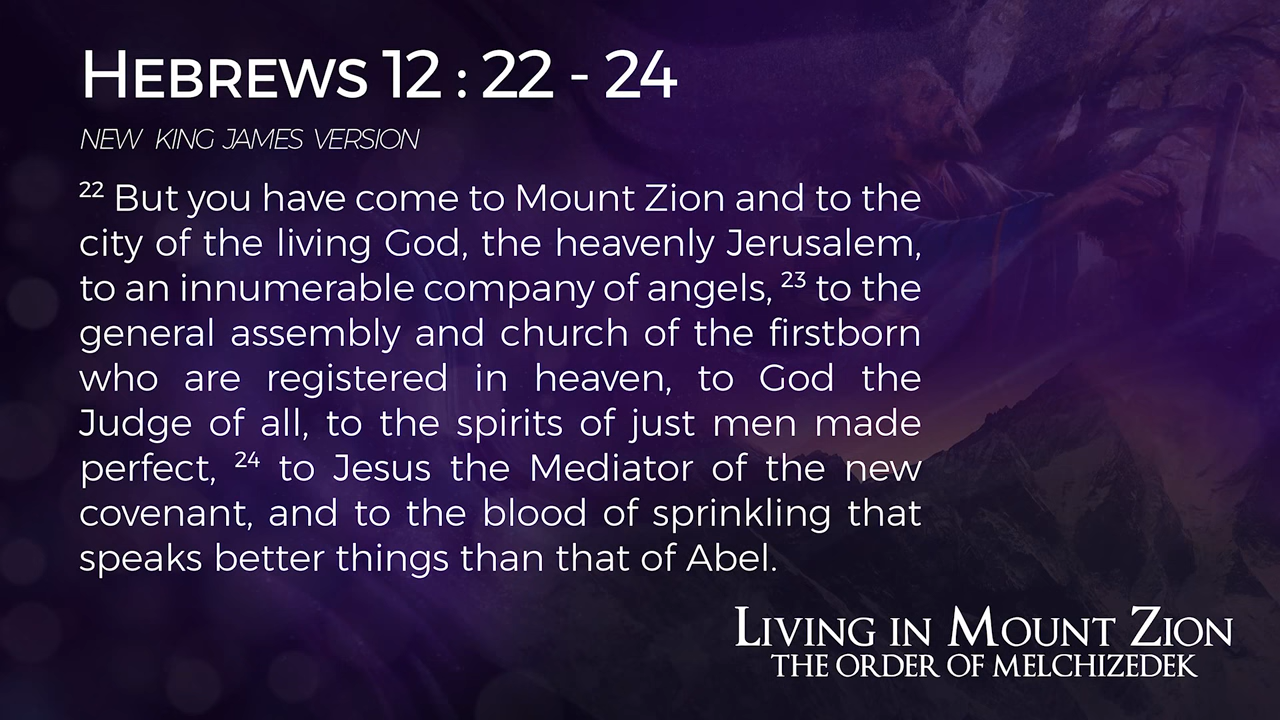 HEBREWS 12 : 22 - 24
NEW KING JAMES VERSION
22 But you have come to Mount Zion and to the
city of the living God, the heavenly Jerusalem,
to an innumerable company of angels, 23 to the
general assembly and church of the firstborn
who are registered in heaven, to God the
Judge of all, to the spirits of just men made
perfect, 24 to Jesus the Mediator of the new
covenant, and to the blood of sprinkling that
speaks better things than that of Abel.
LIVING IN MOUNT ZION
THE ORDER OF MELCHIZEDEK